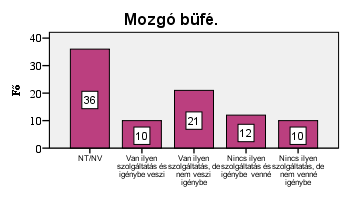 Mozgó büfé.
Fő
40
30
20
10
0
36
10
21
12
10
NT/NV
Van ilyen
szolgáltatás és
igénybe veszi
Van ilyen
szolgáltatás, de
nem veszi
igénybe
Nincs ilyen
szolgáltatás és
igénybe venné
Nincs ilyen
szolgáltatás, de
nem venné
igénybe